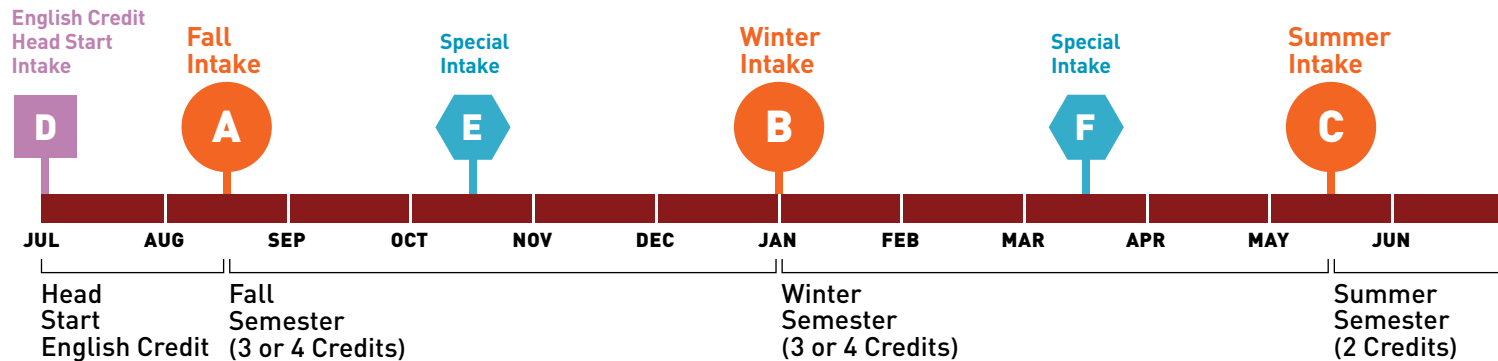 English Credit
Head Start
Intake
Fall
Intake
Special
Intake
Winter
Intake
Special
Intake
Summer
Intake
D
A
E
B
F
C
JUL AUG SEP OCT NOV DEC JAN FEB MAR APR MAY JUN
Head
Start
English Credit
Fall
Semester
(3 or 4 Credits)
Winter
Semester
(3 or 4 Credits)
Summer
Semester
(2 Credits)